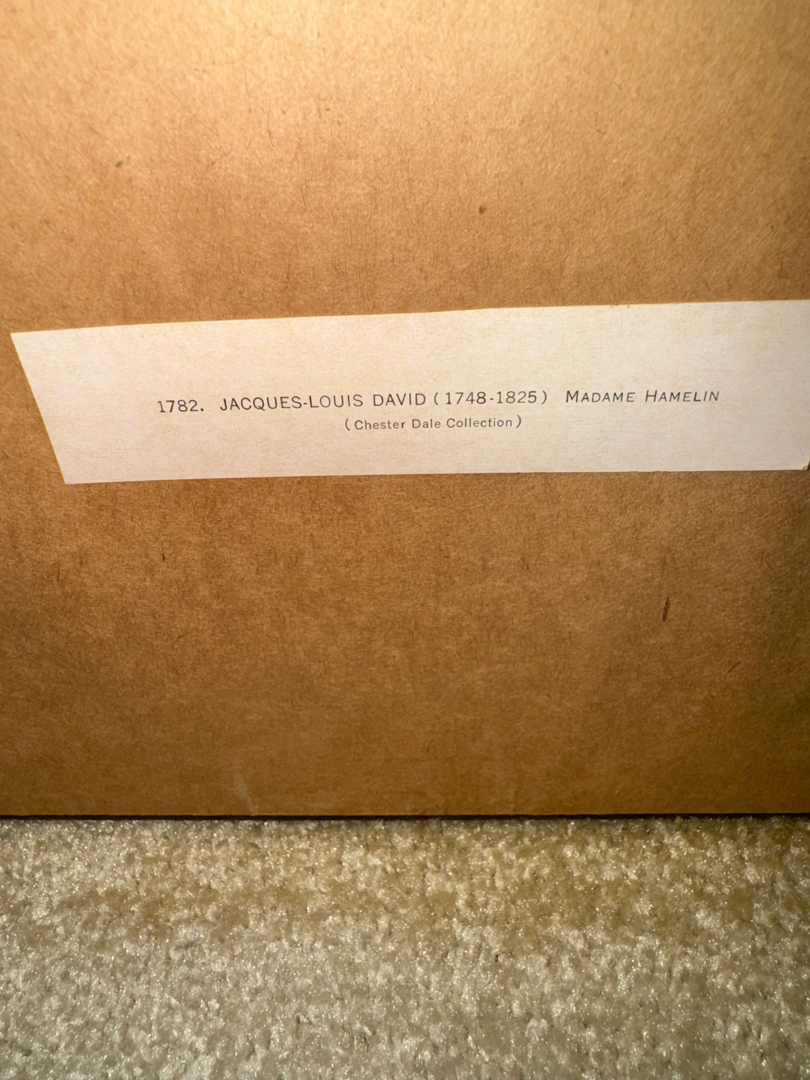 1782. JACQUES-LOUIS DAVID (1748-1825) MADAME HAMELIN
(Chester Dale Collection)